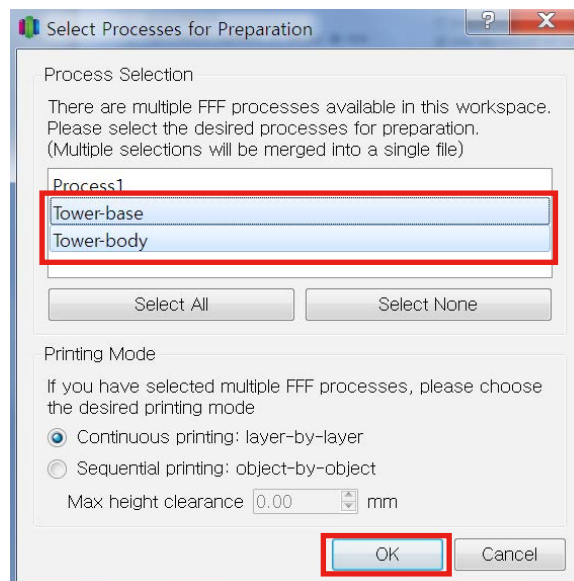 Select Processes for Preparation
?
X
Process Selection
There are multiple FFF processes available in this workspace.
Please select the desired processes for preparation.
(Multiple selections will be merged into a single file)
Process1
Tower-base
Tower-body
Select All
Select None
Printing Mode
If you have selected multiple FFF processes, please choose
the desired printing mode
Continuous printing: layer-by-layer
Sequential printing: object-by-object
Max height clearance 0.00 mm
OK
Cancel